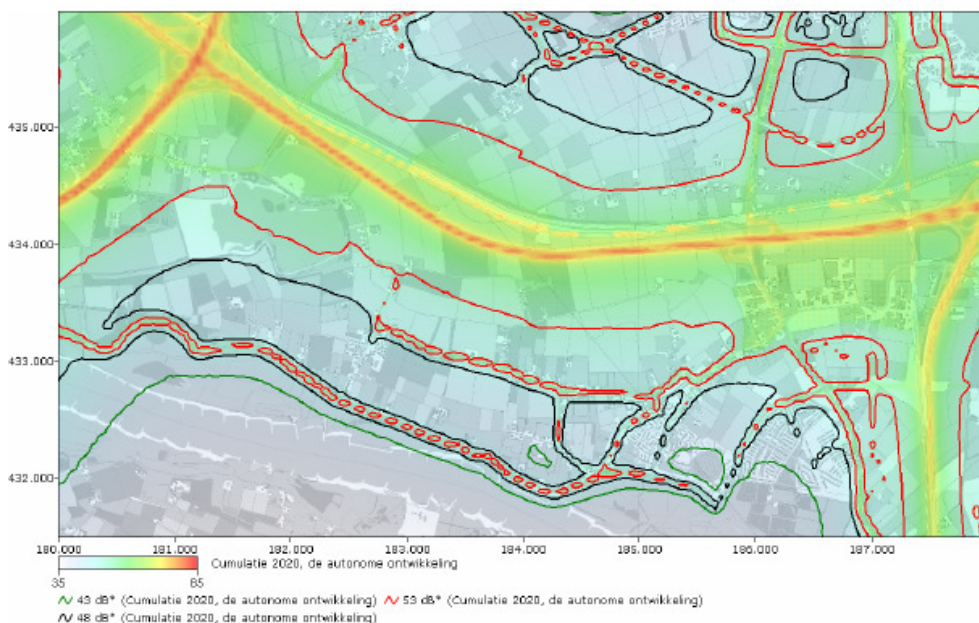 435.000
434.000
433.000
432.000
180.000 181.000 182.000 183.000 184.000 185.000 186.000 187.000
Cumulatie 2020, de autonome ontwikkeling
35 85
43 dB* (Cumulatie 2020, de autonome ontwikkeling) 53 dB* (Cumulatie 2020, de autonome ontwikkeling)
48 dB* (Cumulatie 2020, de autonome ontwikkeling)